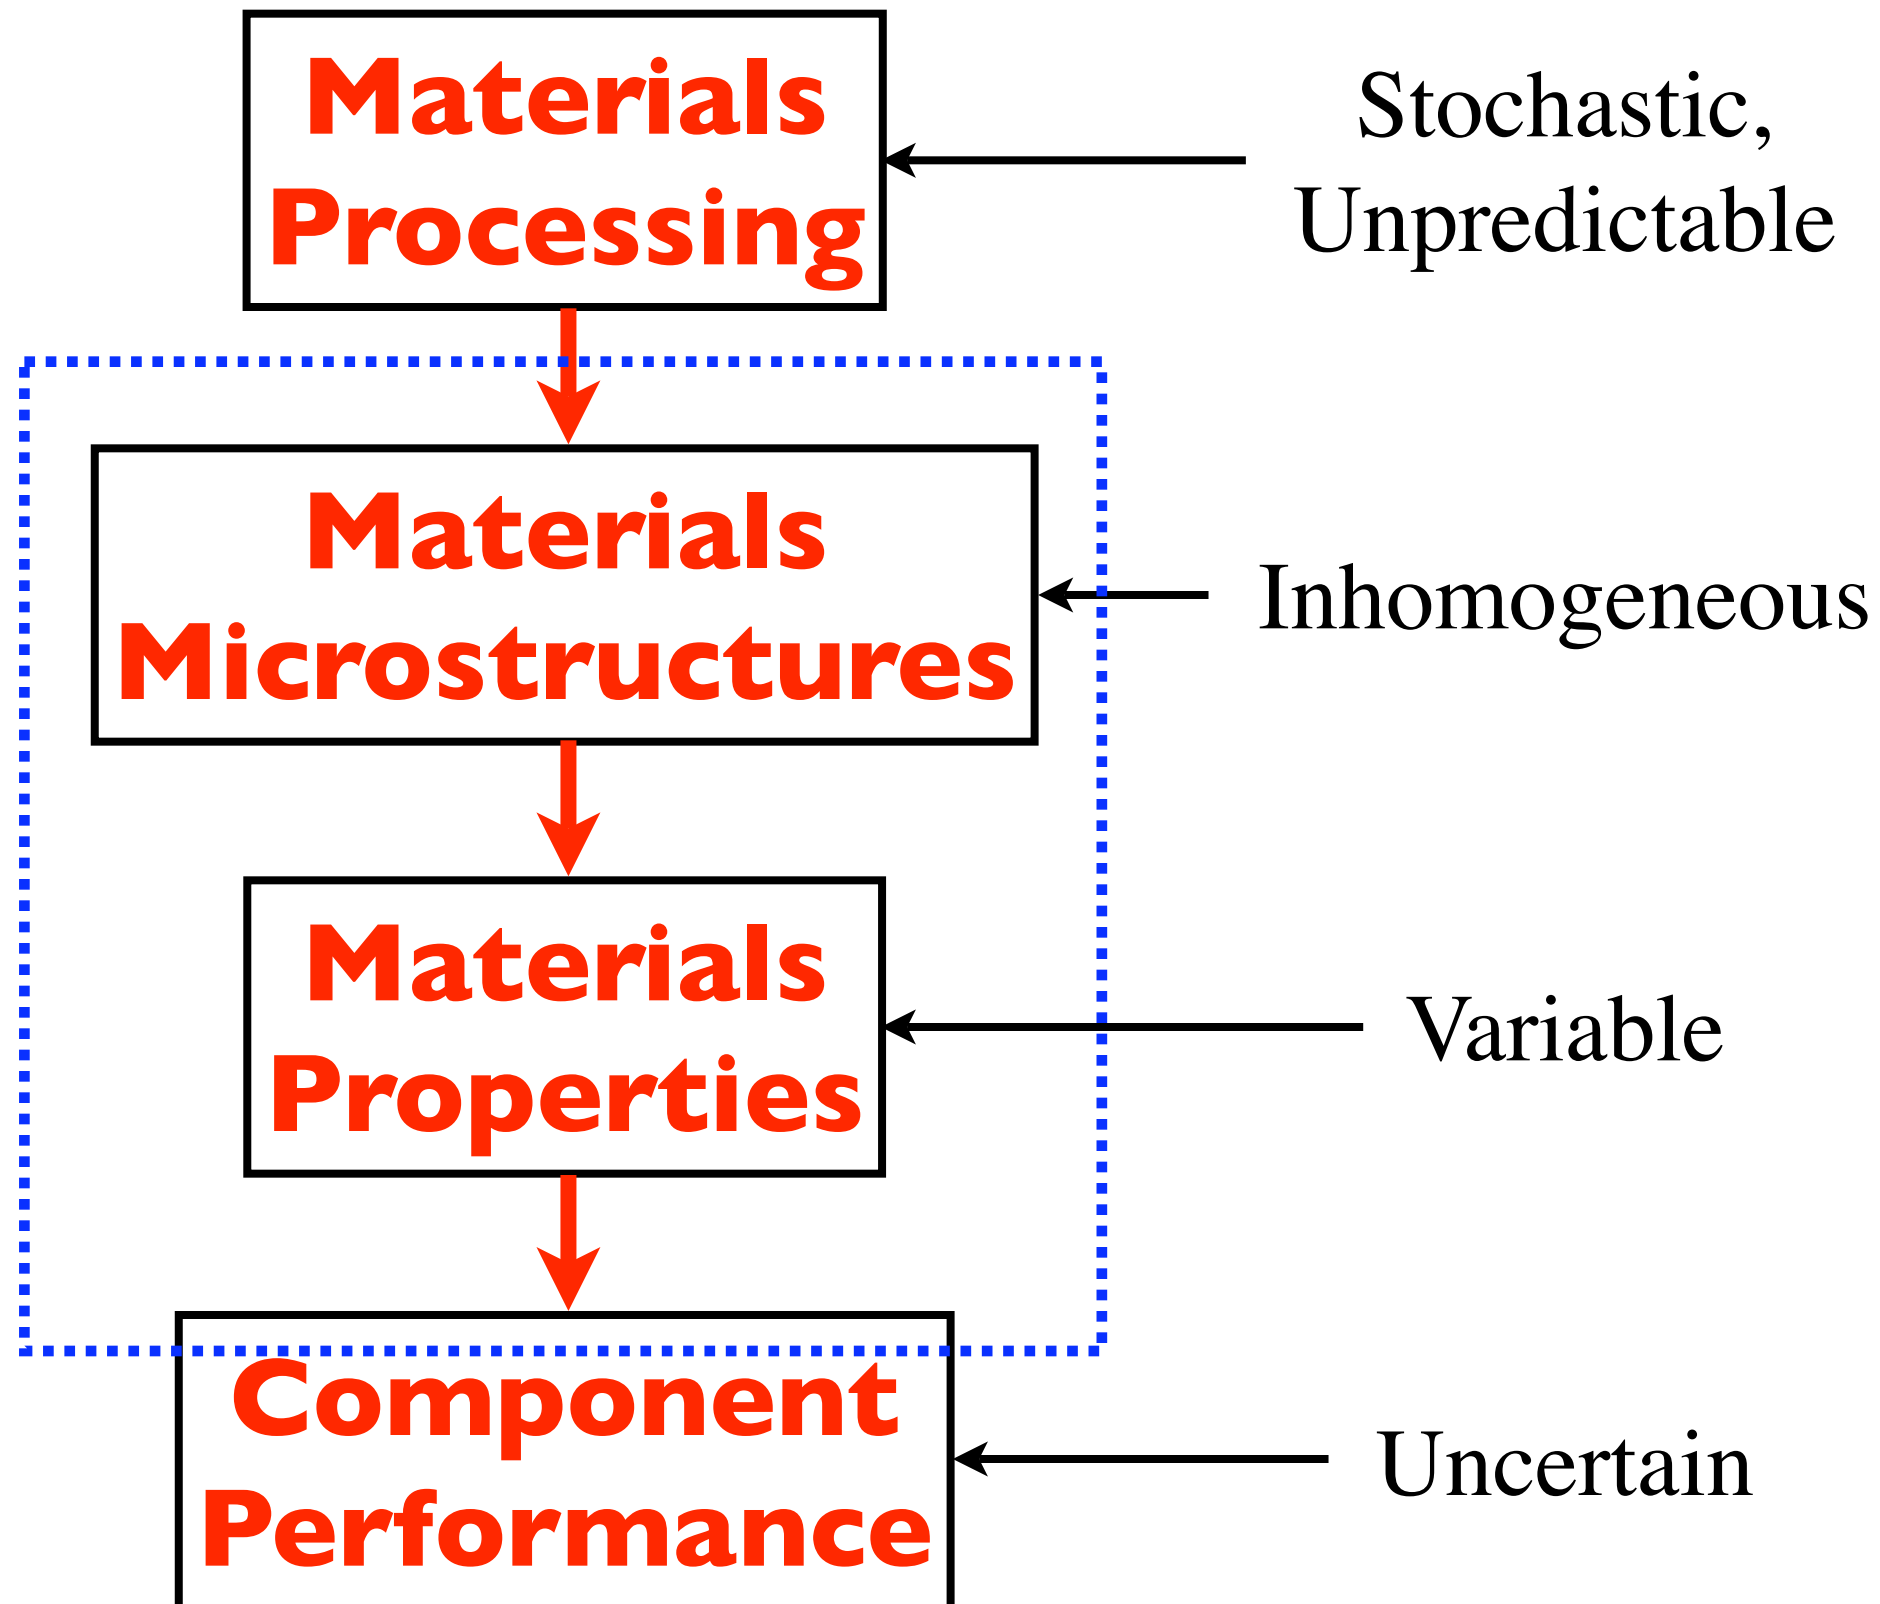 Materials
Processing
Stochastic,
Unpredictable
Materials
Microstructures
Inhomogeneous
Materials
Properties
Variable
Component
Performance
Uncertain